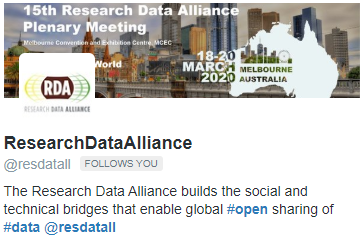 15th Research Data Alliance
Plenary Meeting
Melbourne Convention and Exhibition Centre, MCEC
World
18-20
MARCH
2020
MELBOURNE
AUSTRALIA
RDA
RESEARCH DATA ALLIANCE
ResearchDataAlliance
@resdatall FOLLOWS YOU
The Research Data Alliance builds the social and
technical bridges that enable global #open sharing of
#data @resdatall